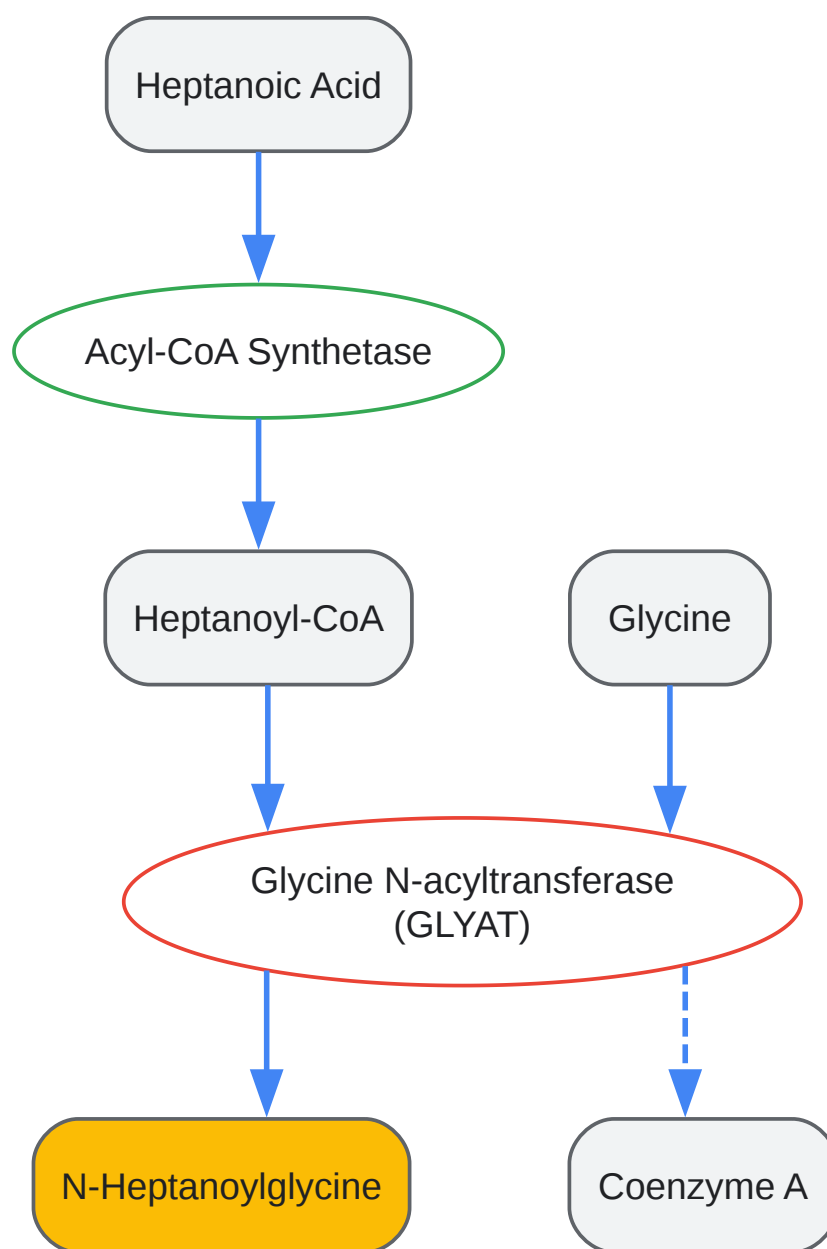 Heptanoic Acid
Acyl-CoA Synthetase
Heptanoyl-CoA
Glycine
Glycine N-acyltransferase
(GLYAT)
N-Heptanoylglycine
Coenzyme A